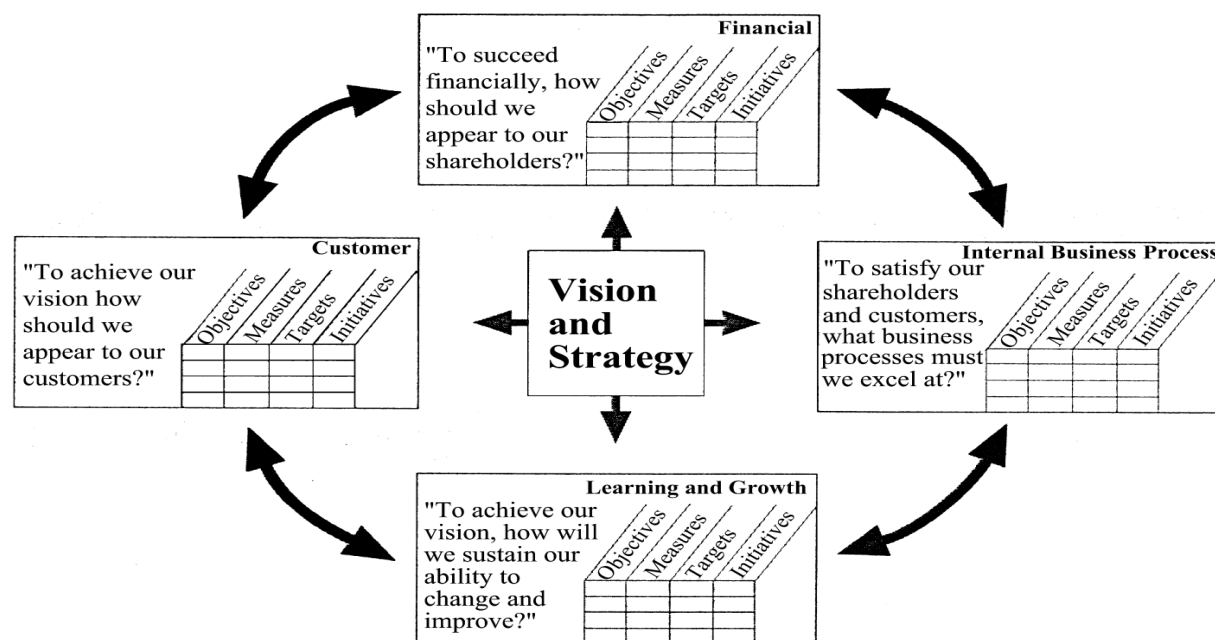 Financial
"To succeed
financially, how
should we
appear to our
shareholders?"
Objectives
Measures
Targets
Initiatives
Customer
"To achieve our
vision how
should we
appear to our
customers?"
Objectives
Measures
Targets
Initiatives
Vision
and
Strategy
Internal Business Process
"To satisfy our
shareholders
and customers,
what business
processes must
we excel at?"
Objectives
Measures
Targets
Initiatives
Learning and Growth
"To achieve our
vision, how will
we sustain our
ability to
change and
improve?"
Objectives
Measures
Targets
Initiatives